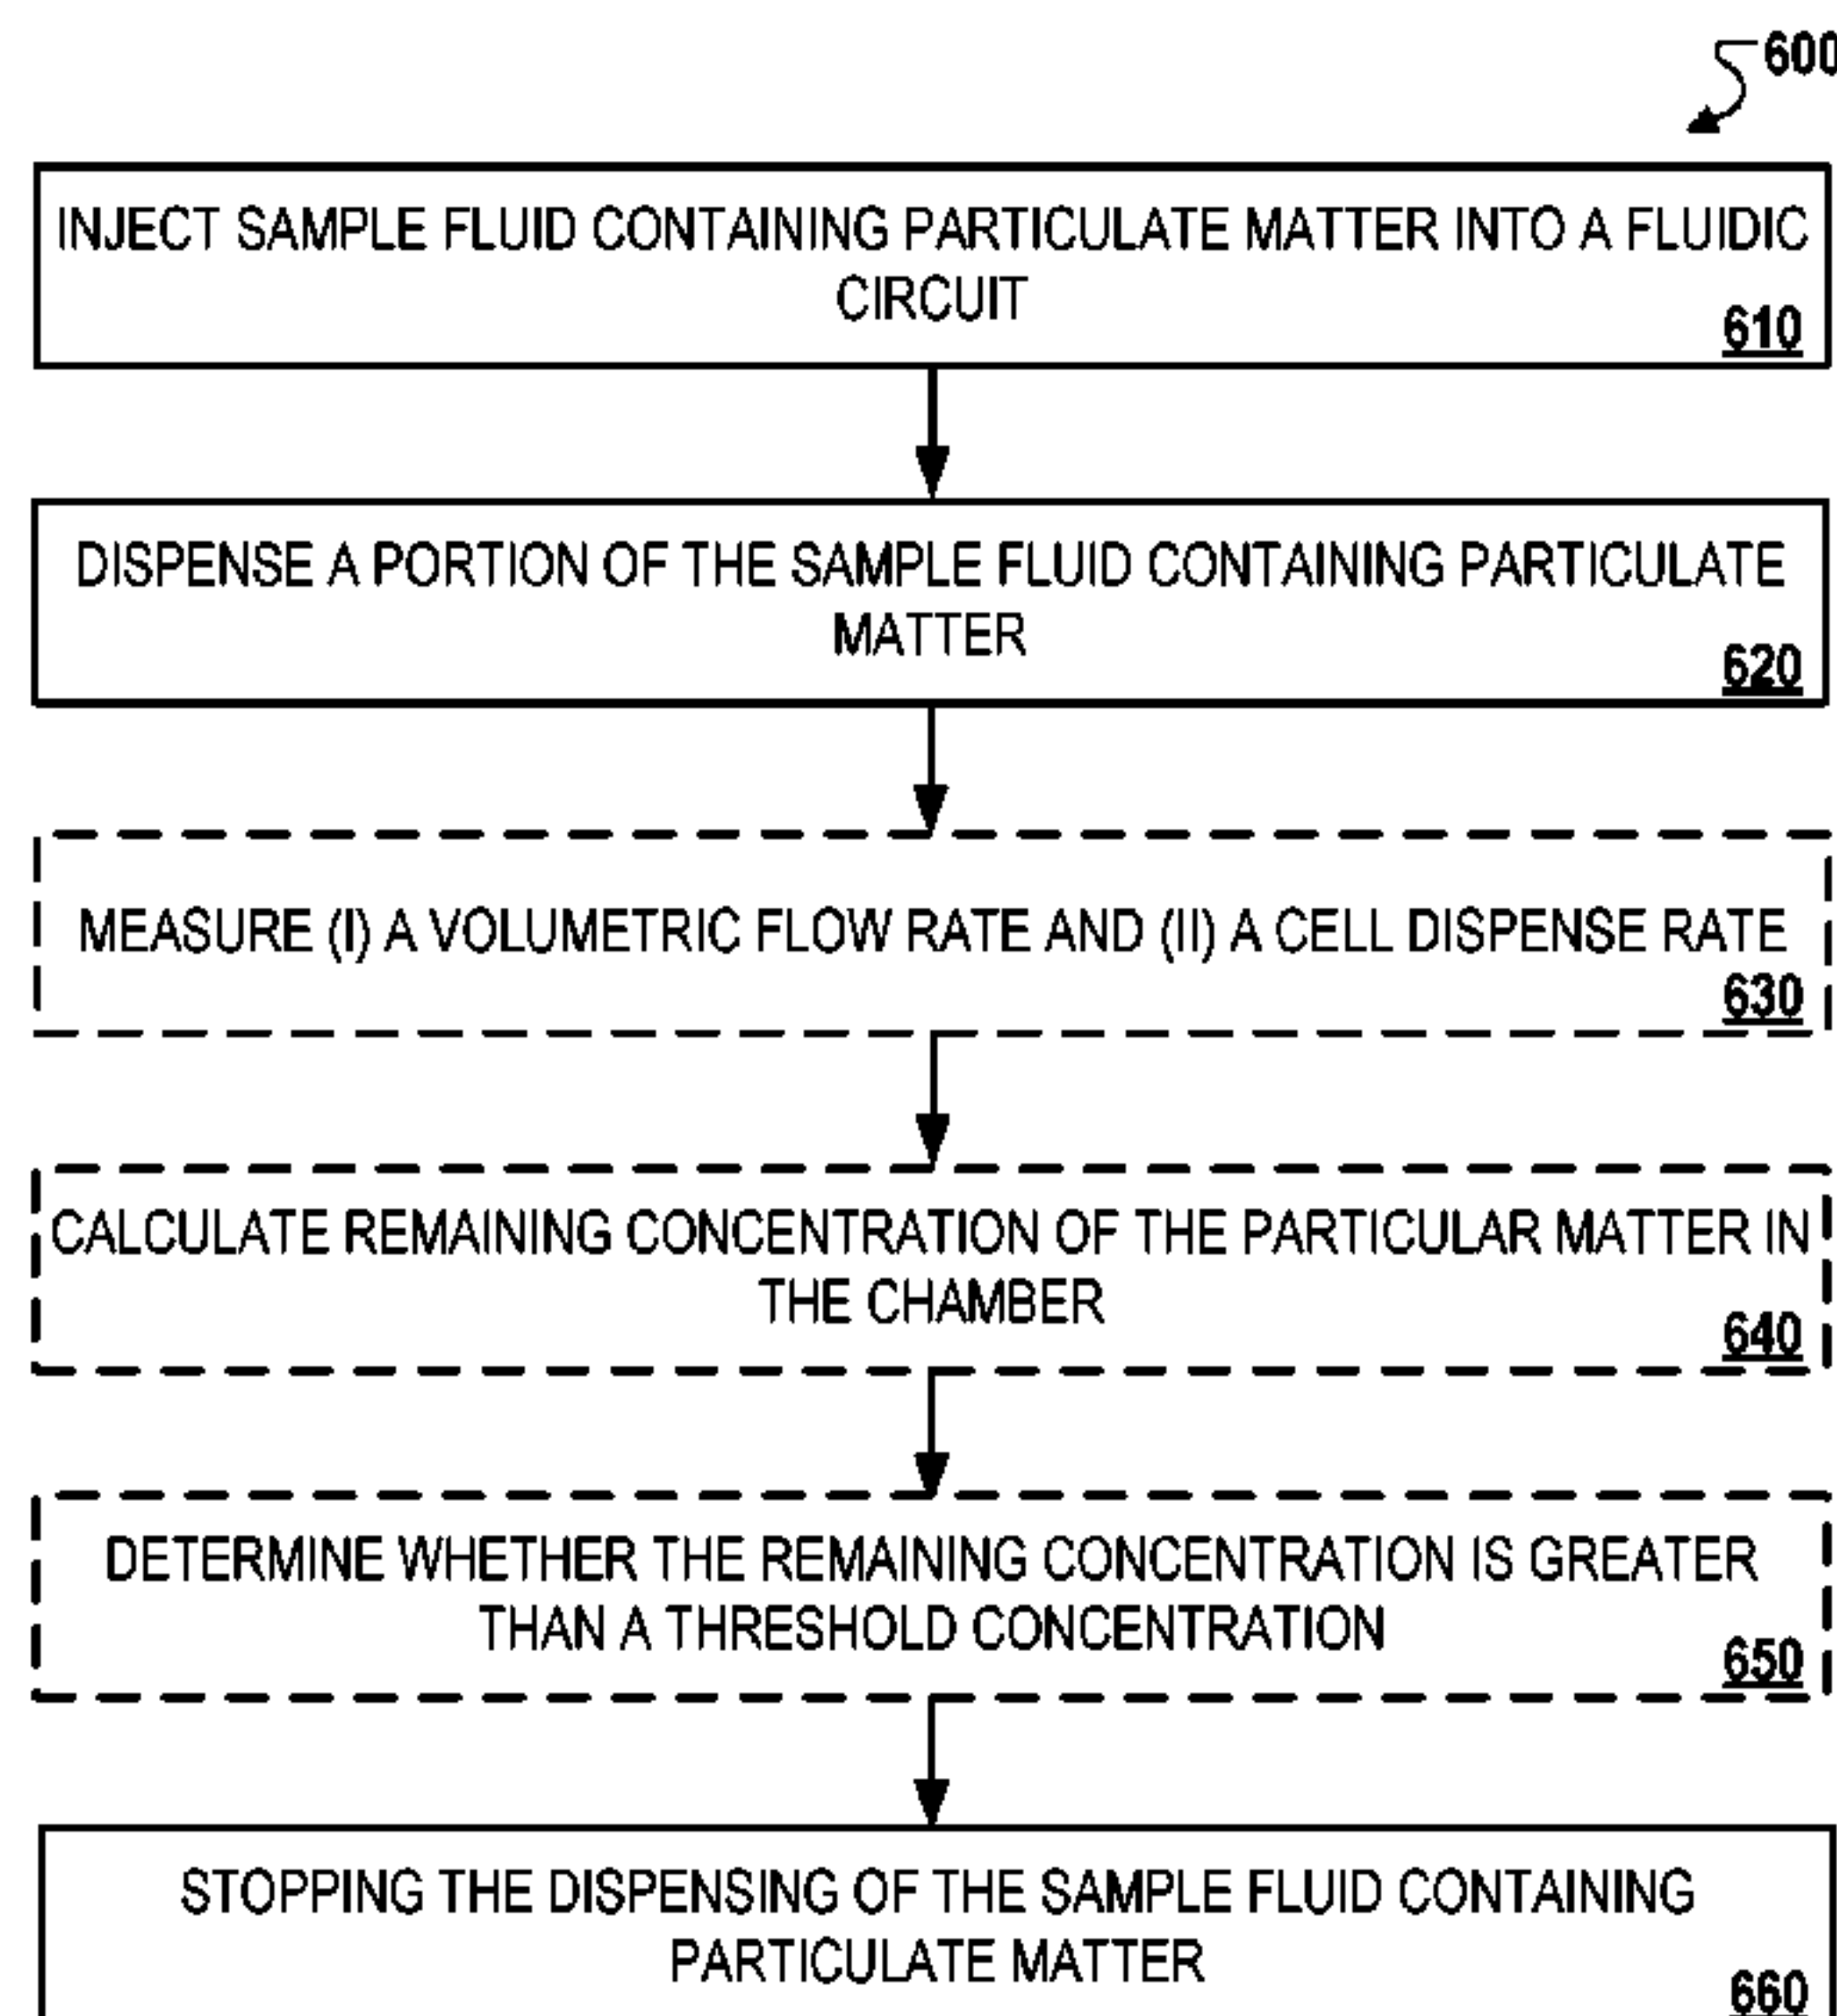 600
INJECT SAMPLE FLUID CONTAINING PARTICULATE MATTER INTO A FLUIDIC
CIRCUIT
610
DISPENSE A PORTION OF THE SAMPLE FLUID CONTAINING PARTICULATE
MATTER
620
MEASURE (I) A VOLUMETRIC FLOW RATE AND (II) A CELL DISPENSE RATE
630
CALCULATE REMAINING CONCENTRATION OF THE PARTICULAR MATTER IN
THE CHAMBER
640
DETERMINE WHETHER THE REMAINING CONCENTRATION IS GREATER
THAN A THRESHOLD CONCENTRATION
650
STOPPING THE DISPENSING OF THE SAMPLE FLUID CONTAINING
PARTICULATE MATTER
660